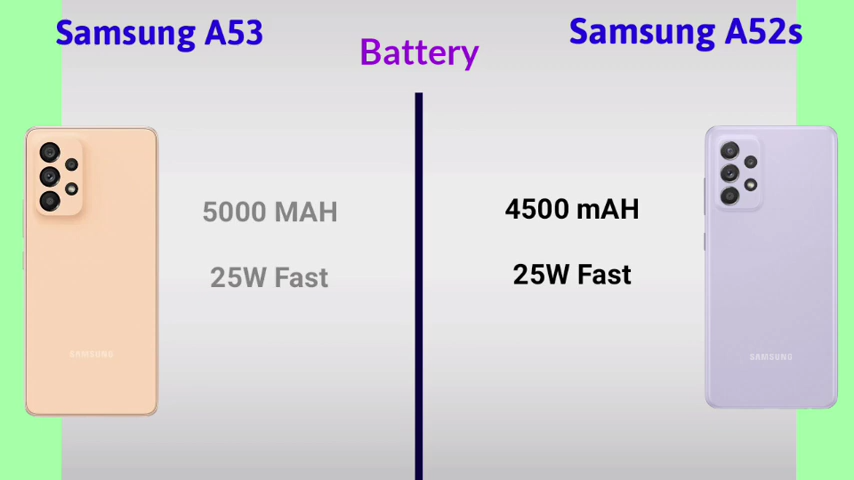 Samsung A53
Battery
Samsung A52s
5000 MAH
25W Fast
4500 mAH
25W Fast
SAMSUNG
SAMSUNG